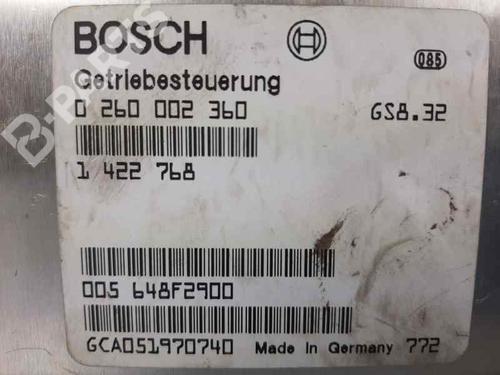 BOSCH
085
Getriebesteuerung
0 260 002 360 GS8.32
1 422 768
005 648F2900
GCA051970740 Made In Germany 772
B-PARTS